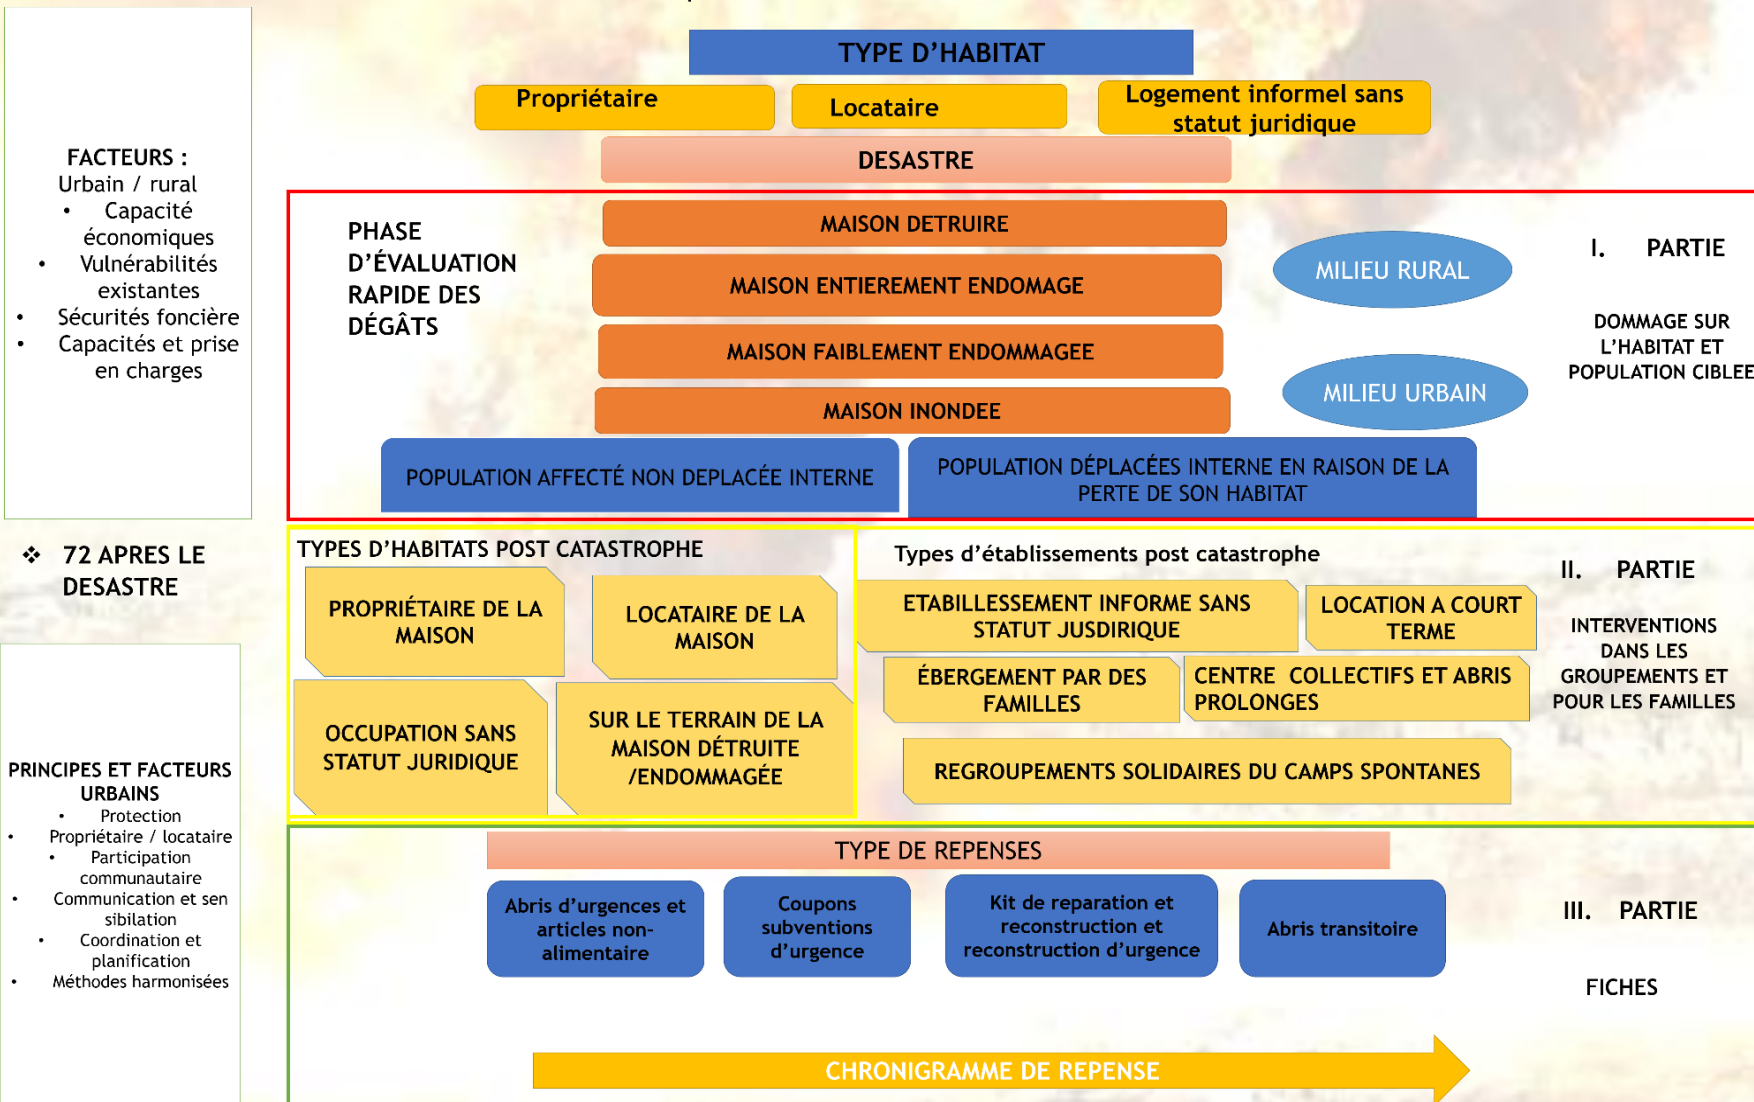 TYPE D'HABITAT
Propriétaire
Locataire
Logement informel sans
statut juridique
DESASTRE
FACTEURS :
Urbain / rural
• Capacité
économiques
• Vulnérabilités
existantes
• Sécurités foncière
• Capacités et prise
en charges
PHASE
D'ÉVALUATION
RAPIDE DES
DÉGÂTS
MAISON DETRUIRE
MAISON ENTIEREMENT ENDOMAGE
MAISON FAIBLEMENT ENDOMMAGEE
MAISON INONDEE
MILIEU RURAL
MILIEU URBAIN
I. PARTIE
DOMMAGE SUR
L'HABITAT ET
POPULATION CIBLEE
POPULATION AFFECTÉ NON DEPLACÉE INTERNE
POPULATION DÉPLACÉES INTERNE EN RAISON DE LA
PERTE DE SON HABITAT
❖ 72 APRES LE
DESASTRE
TYPES D'HABITATS POST CATASTROPHE
PROPRIÉTAIRE DE LA
MAISON
LOCATAIRE DE LA
MAISON
OCCUPATION SANS
STATUT JURIDIQUE
SUR LE TERRAIN DE LA
MAISON DÉTRUITE
/ENDOMMAGÉE
Types d'établissements post catastrophe
ETABILLESSEMENT INFORME SANS
STATUT JUSDIRIQUE
LOCATION A COURT
TERME
ÉBERGEMENT PAR DES
FAMILLES
CENTRE COLLECTIFS ET ABRIS
PROLONGES
REGROUPEMENTS SOLIDAIRES DU CAMPS SPONTANES
II. PARTIE
INTERVENTIONS
DANS LES
GROUPEMENTS ET
POUR LES FAMILLES
PRINCIPES ET FACTEURS
URBAINS
• Protection
• Propriétaire / locataire
• Participation
communautaire
• Communication et sen
sibilation
• Coordination et
planification
• Méthodes harmonisées
TYPE DE REPENSES
Abris d'urgences et
articles non-
alimentaire
Coupons
subventions
d'urgence
Kit de reparation et
reconstruction et
reconstruction d'urgence
Abris transitoire
III. PARTIE
FICHES
CHRONIGRAMME DE REPENSE